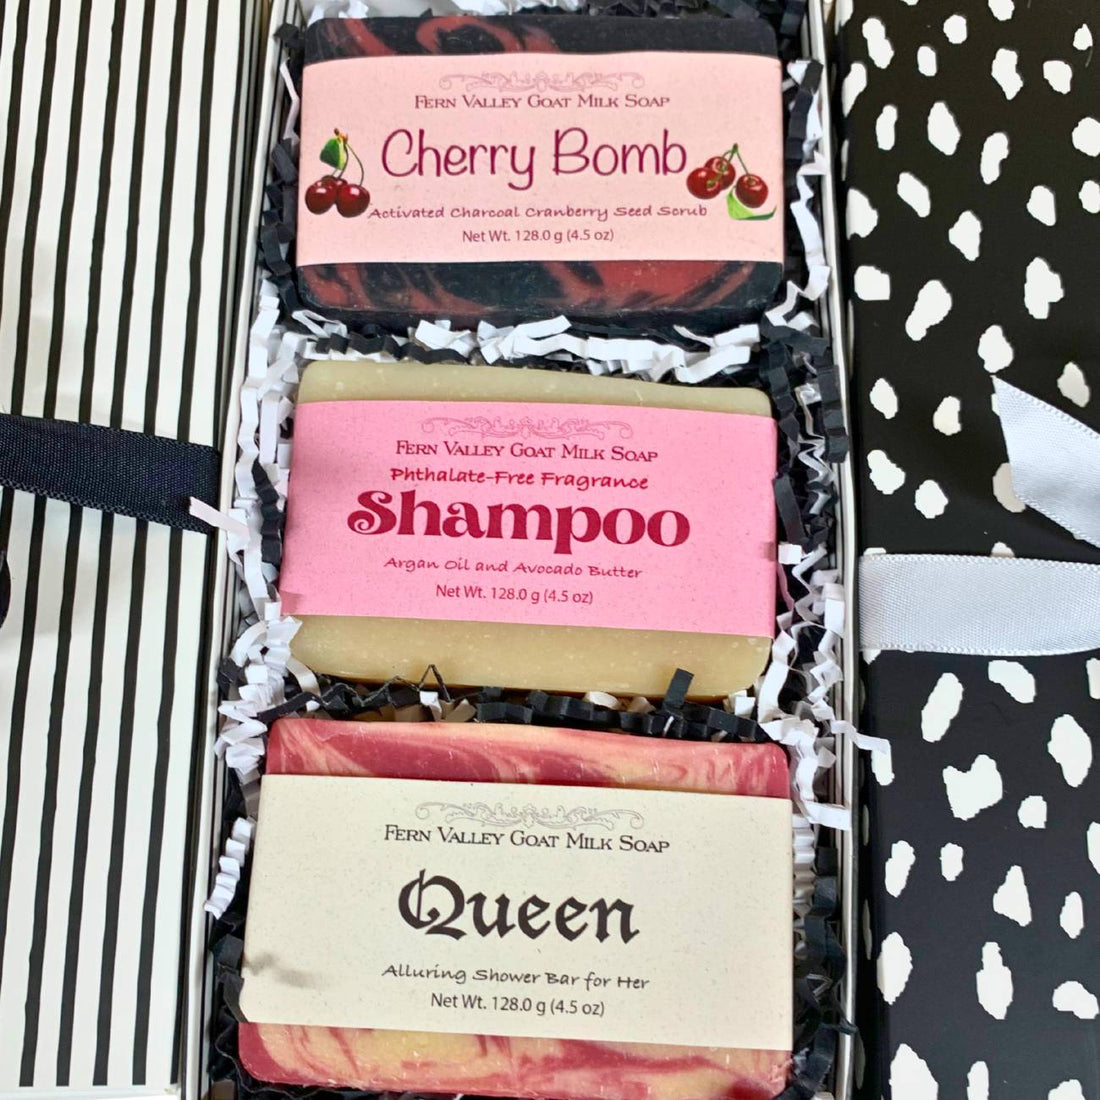 Fern Valley Goat Milk Soap
Cherry Bomb
Activated Charcoal Cranberry Seed Scrub
Net Wt. 128.0 g (4.5 oz)
Fern Valley Goat Milk Soap
Phthalate-Free Fragrance
Shampoo
Argan Oil and Avocado Butter
Net Wt. 128.0 g (4.5 oz)
Fern Valley Goat Milk Soap
Queen
Alluring Shower Bar for Her
Net Wt. 128.0 g (4.5 oz)